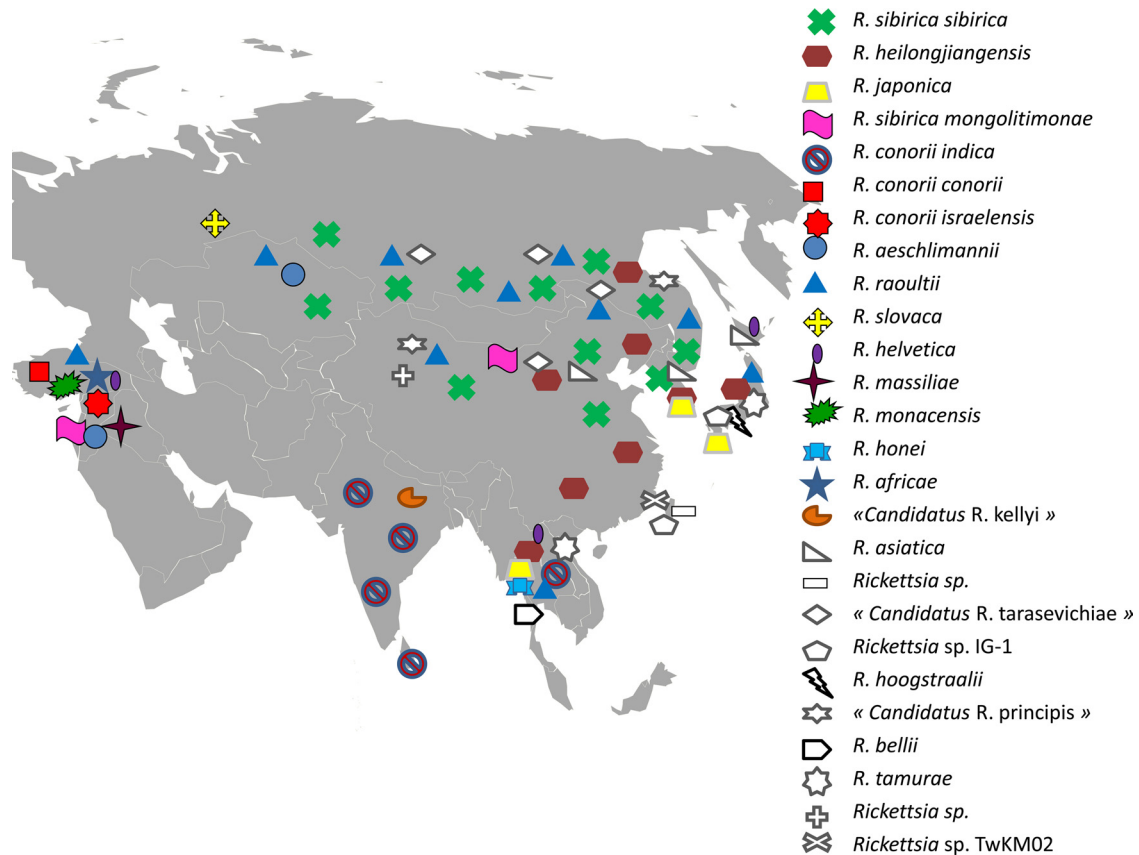 R. sibirica sibirica
R. heilongjiangensis
R. japonica
R. sibirica mongolitimonae
R. conorii indica
R. conorii conorii
R. conorii israelensis
R. aeschlimannii
R. raoultii
R. slovaca
R. helvetica
R. massiliae
R. monacensis
R. honei
R. africae
«Candidatus R. kellyi »
R. asiatica
Rickettsia sp.
« Candidatus R. tarasevichiae »
Rickettsia sp. IG-1
R. hoogstraalii
« Candidatus R. principis »
R. bellii
R. tamurae
Rickettsia sp.
Rickettsia sp. TwKM02